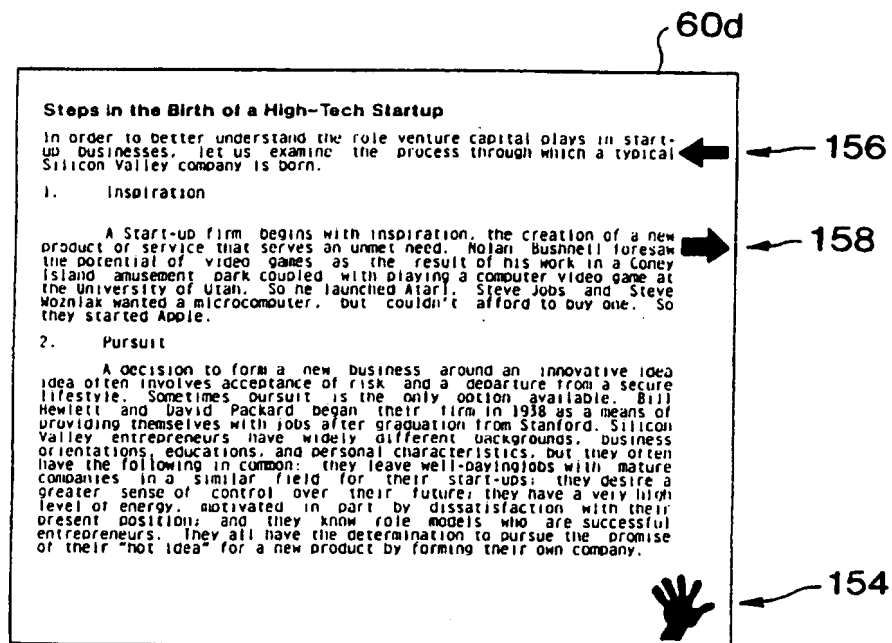 60d
Steps in the Birth of a High-Tech Startup
In order to better understand the role venture capital plays in start-
up businesses, let us examine the process through which a typical
Silicon Valley company is born.
156
1. Inspiration
A Start-up firm begins with inspiration, the creation of a new
product or service that serves an unmet need. Nolan Bushnell foresaw
158
the potential of video games as the result of his work in a Coney
Island amusement park coupled with playing a computer video game at
the University of Utah. So he launched Atari. Steve Jobs and Steve
Wozniak wanted a microcomputer, but couldn't afford to buy one. So
they started Apple.
2. Pursuit
A decision to form a new business around an innovative idea
idea often involves acceptance of risk and a departure from a secure
lifestyle. Sometimes pursuit is the only option available. Bill
Hewlett and David Packard began their firm in 1938 as a means of
providing themselves with jobs after graduation from Stanford. Silicon
Valley entrepreneurs have widely different backgrounds, business
orientations, educations, and personal characteristics, but they often
have the following in common: they leave well-payingjobs with mature
companies in a similar field for their start-ups; they desire a
greater sense of control over their future; they have a very high
level of energy, motivated in part by dissatisfaction with their
present position; and they know role models who are successful
entrepreneurs. They all have the determination to pursue the promise
of their "hot idea" for a new product by forming their own company.
154